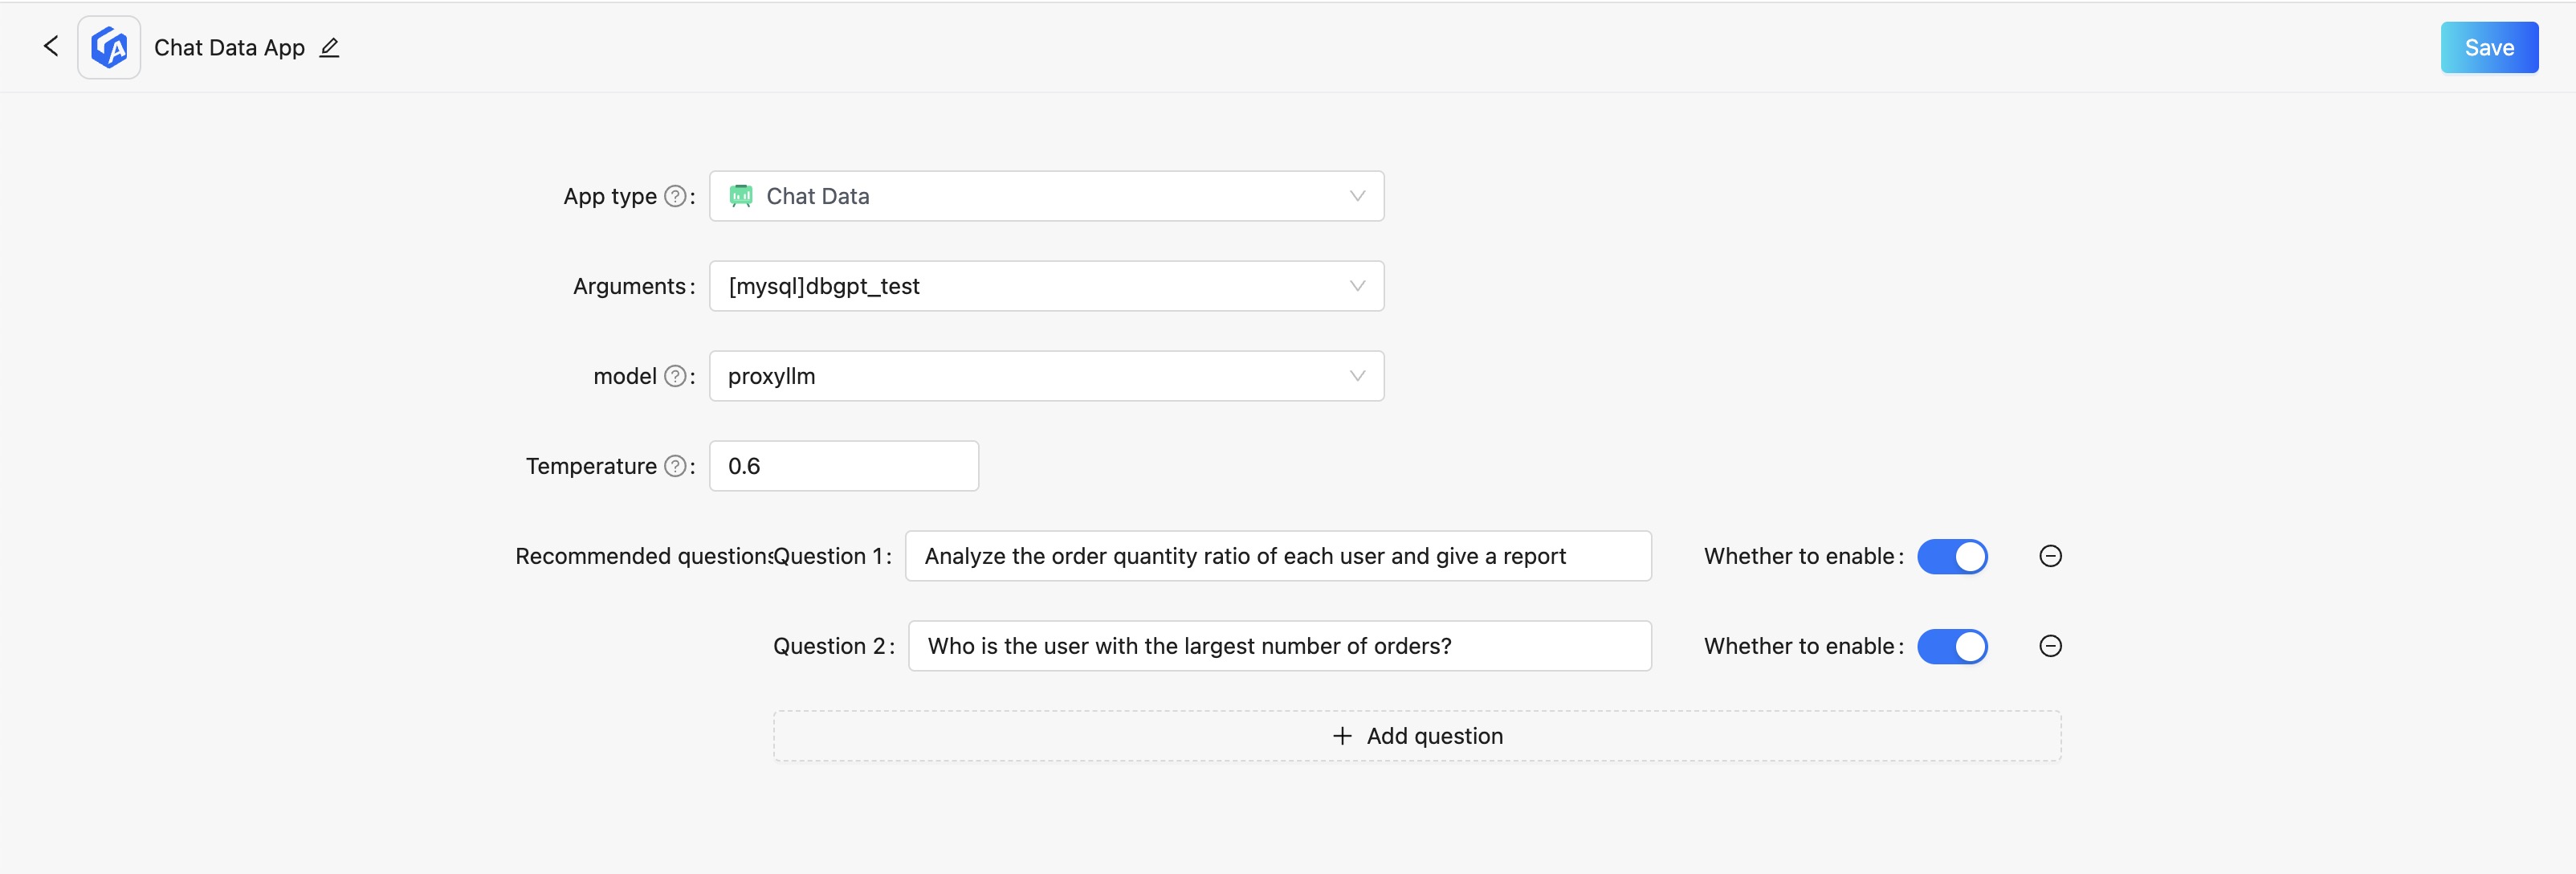 Chat Data App
Save
App type ? : Chat Data
Arguments : [mysql]dbgpt_test
model ? : proxyllm
Temperature ? : 0.6
Recommended questions Question 1 : Analyze the order quantity ratio of each user and give a report Whether to enable :
Question 2 : Who is the user with the largest number of orders? Whether to enable :
+ Add question